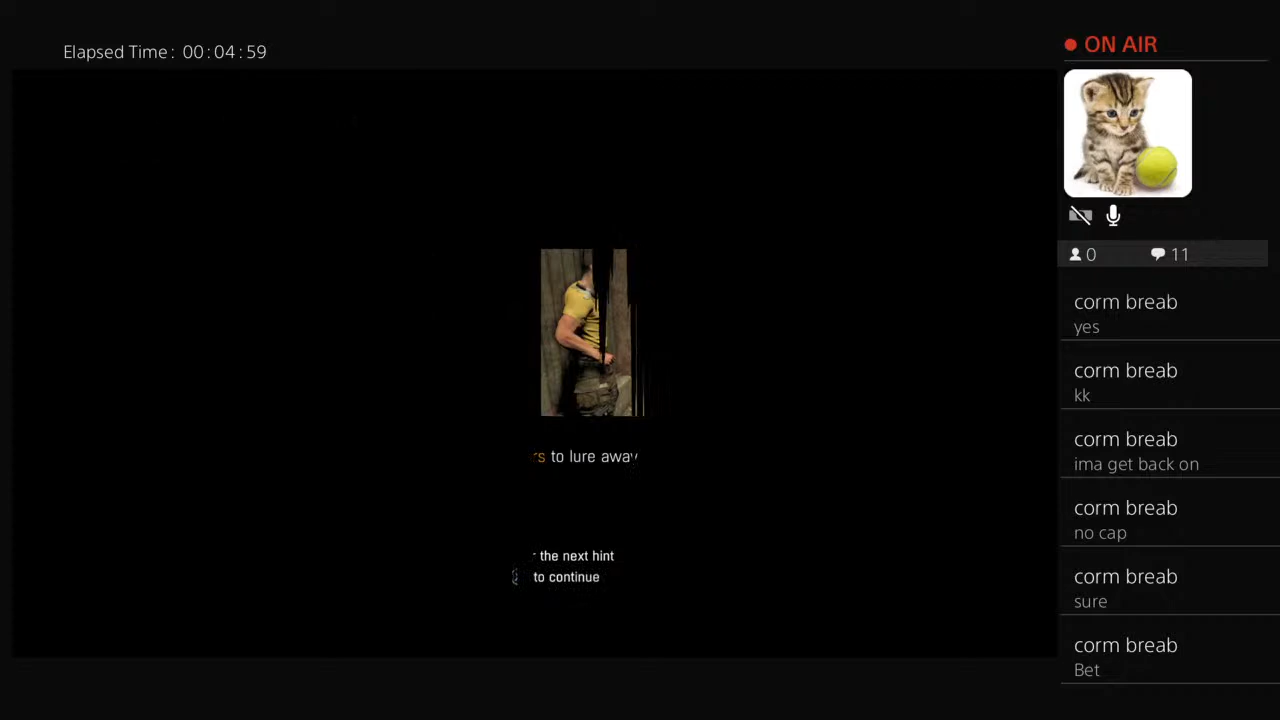 Elapsed Time: 00:04:59
ON AIR
to lure away
the next hint
to continue
0 11
corm breab
yes
corm breab
kk
corm breab
ima get back on
corm breab
no cap
corm breab
sure
corm breab
Bet